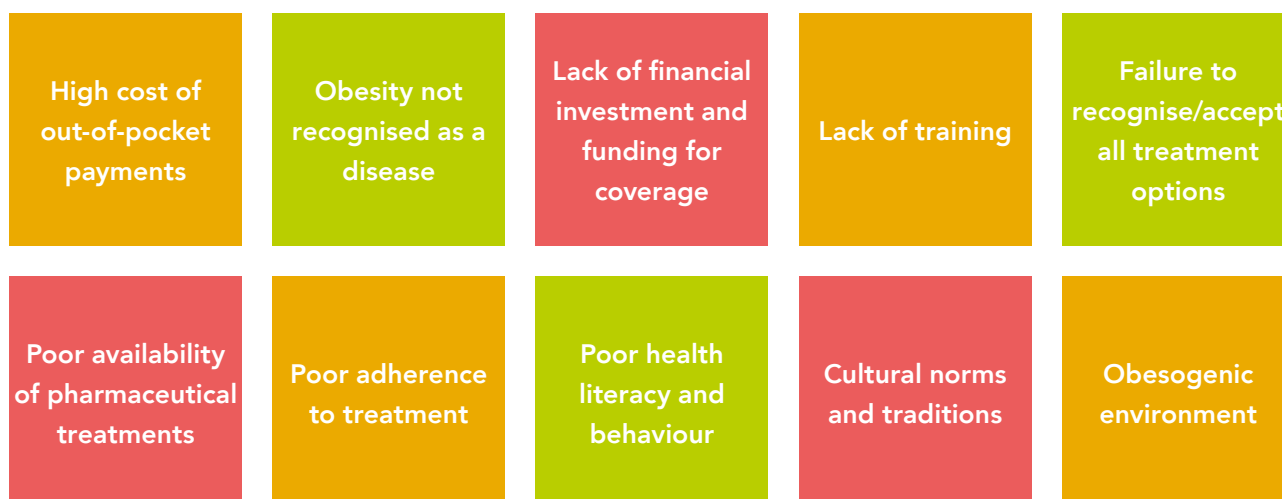 High cost of
out-of-pocket
payments
Obesity not
recognised as a
disease
Lack of financial
investment and
funding for
coverage
Lack of training
Failure to
recognise/accept
all treatment
options
Poor availability
of pharmaceutical
treatments
Poor adherence
to treatment
Poor health
literacy and
behaviour
Cultural norms
and traditions
Obesogenic
environment